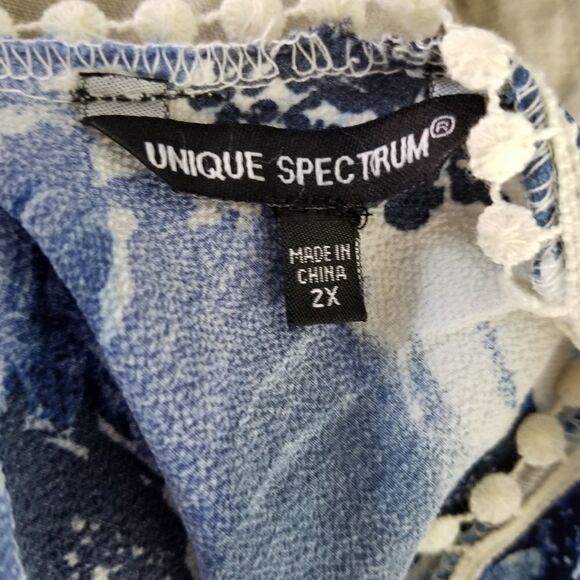 UNIQUE SPECTRUM®
MADE IN
CHINA
2X